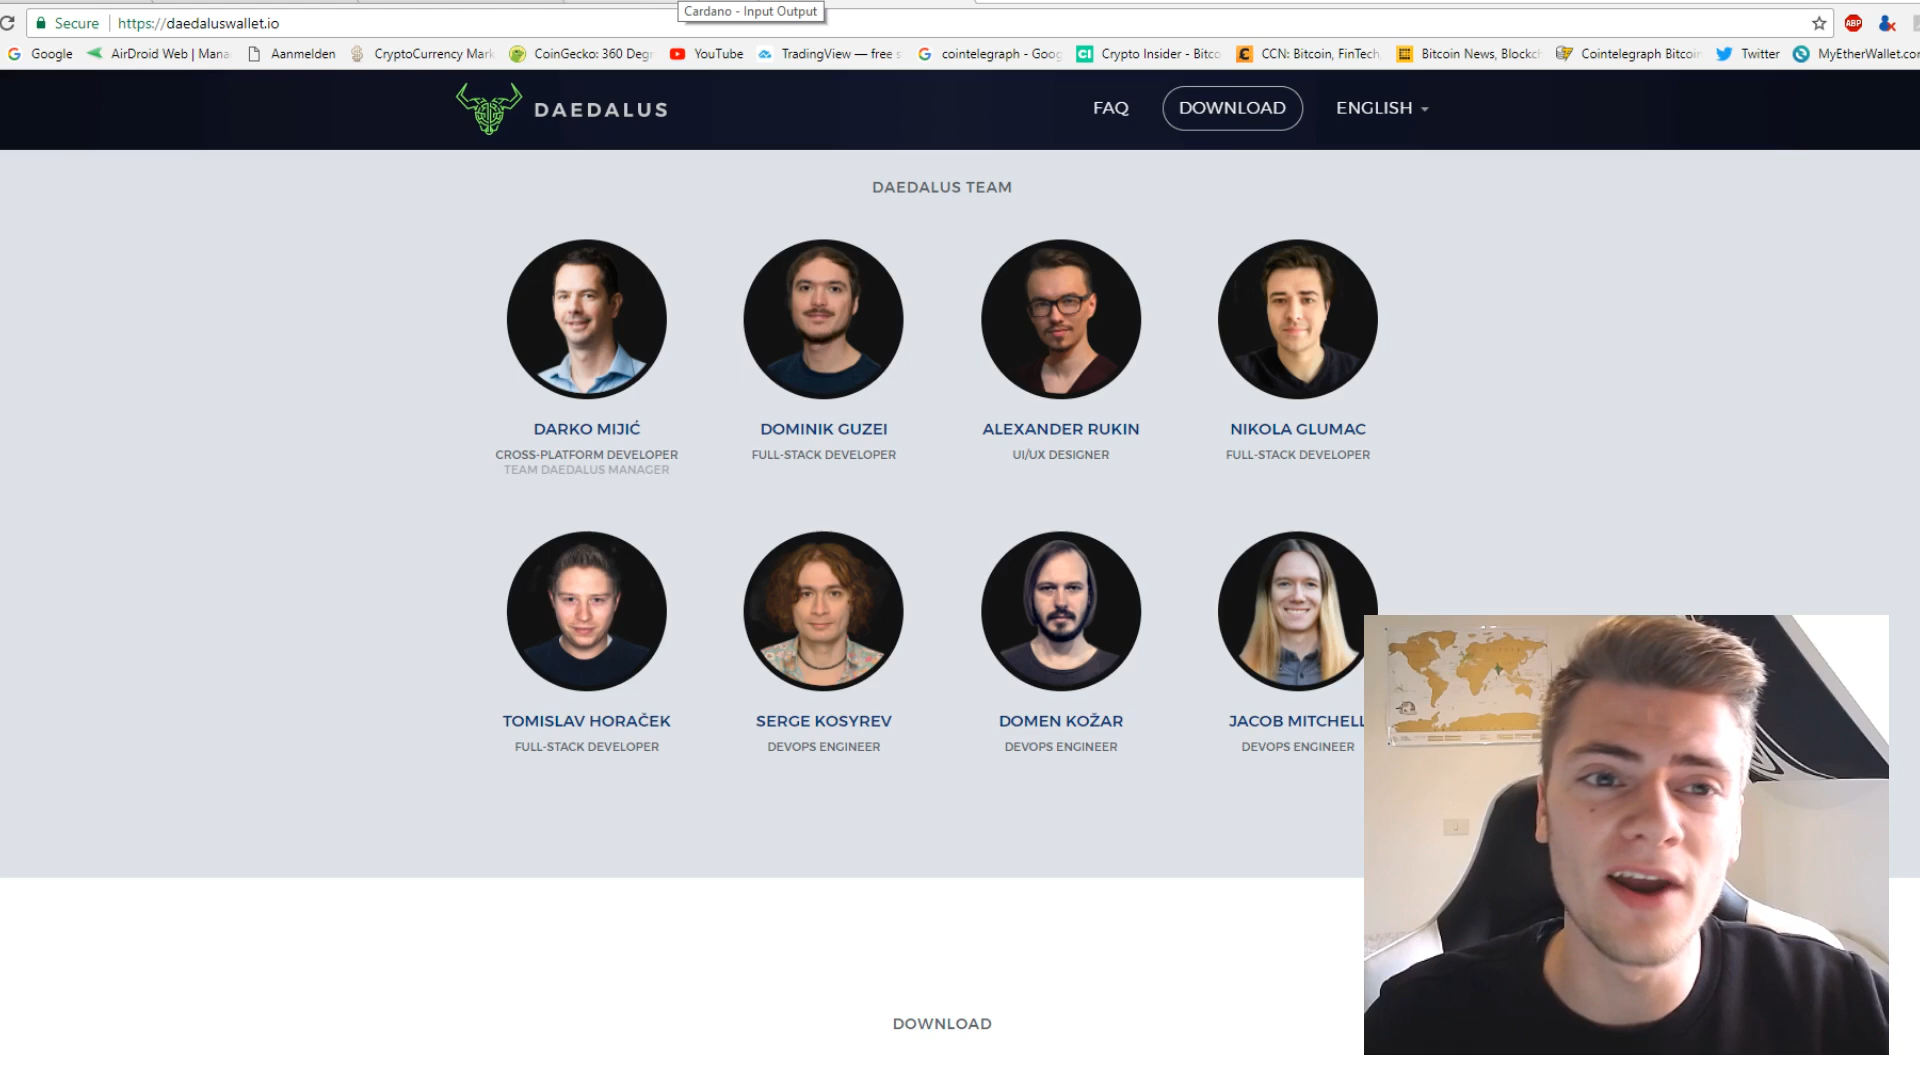 Cardano - Input Output
Secure https://daedaluswallet.io
Google AirDroid Web | Mana Aanmelden CryptoCurrency Mark CoinGecko: 360 Degr YouTube TradingView — free s cointelegraph - Goog Crypto Insider - Bitco CCN: Bitcoin, FinTech, Bitcoin News, Blockch Cointelegraph Bitcoin Twitter MyEtherWallet.com
DAEDALUS FAQ DOWNLOAD ENGLISH
DAEDALUS TEAM
DARKO MIJIĆ DOMINIK GUZEI ALEXANDER RUKIN NIKOLA GLUMAC
CROSS-PLATFORM DEVELOPER FULL-STACK DEVELOPER UI/UX DESIGNER FULL-STACK DEVELOPER
TEAM DAEDALUS MANAGER
TOMISLAV HORAČEK SERGE KOSYREV DOMEN KOŽAR JACOB MITCHELL
FULL-STACK DEVELOPER DEVOPS ENGINEER DEVOPS ENGINEER DEVOPS ENGINEER
DOWNLOAD